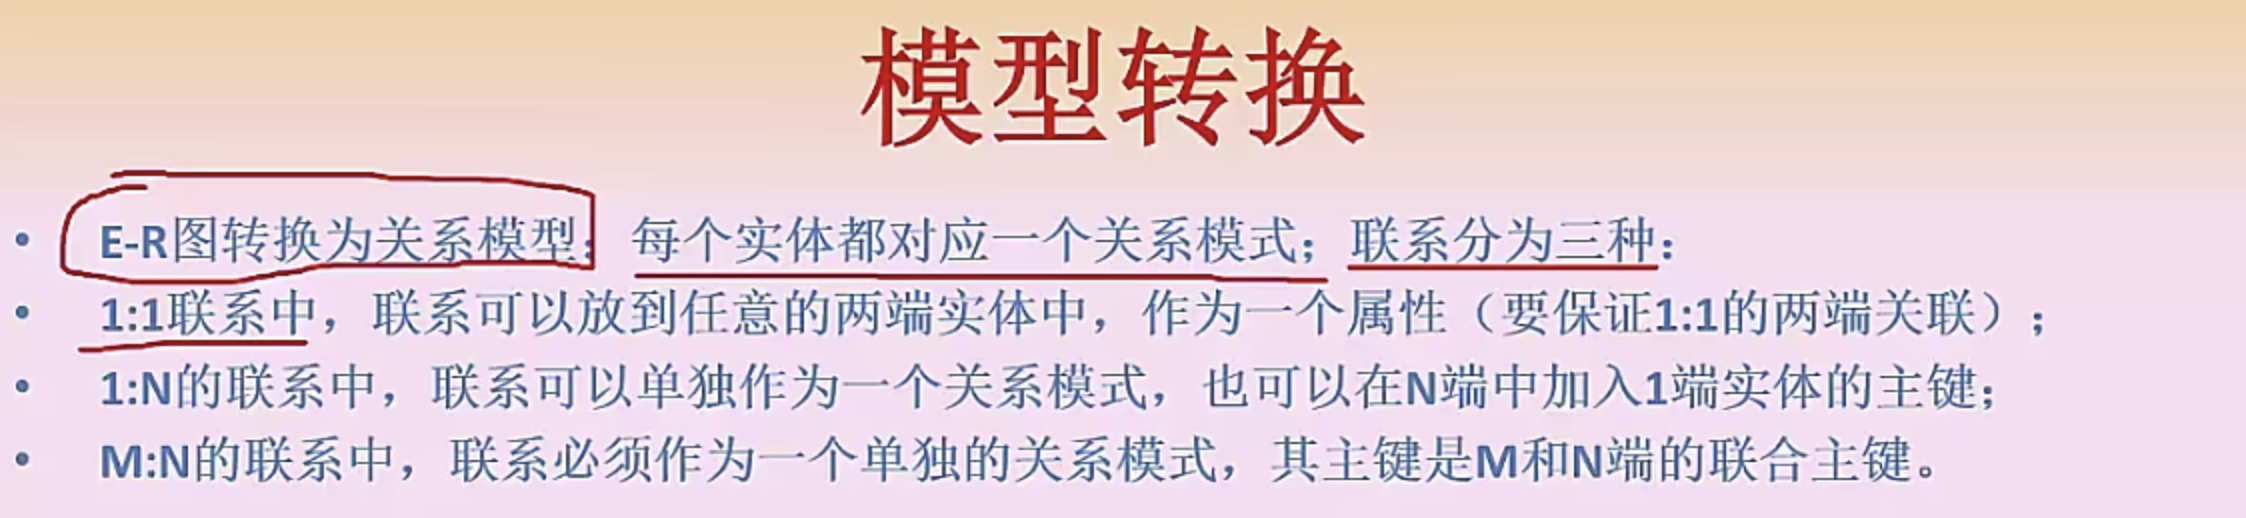 模型转换
• E-R图转换为关系模型：每个实体都对应一个关系模式；联系分为三种：
• 1:1联系中，联系可以放到任意的两端实体中，作为一个属性（要保证1:1的两端关联）；
• 1:N的联系中，联系可以单独作为一个关系模式，也可以在N端中加入1端实体的主键；
• M:N的联系中，联系必须作为一个单独的关系模式，其主键是M和N端的联合主键。